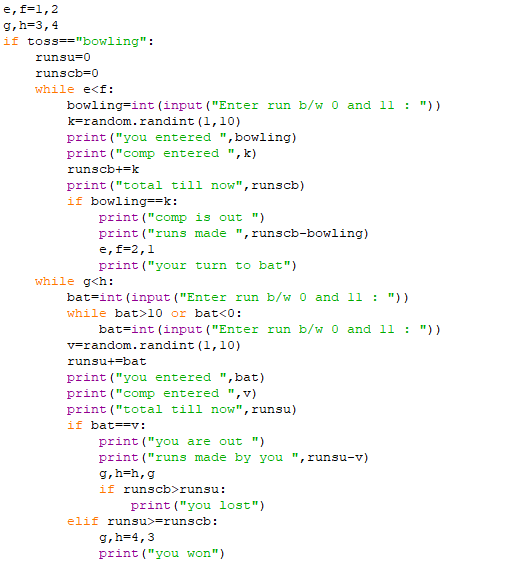 e,f=1,2
g,h=3,4
if toss=="bowling":
    runsu=0
    runscb=0
    while e<f:
        bowling=int(input("Enter run b/w 0 and 11 : "))
        k=random.randint(1,10)
        print("you entered ",bowling)
        print("comp entered ",k)
        runscb+=k
        print("total till now",runscb)
        if bowling==k:
            print("comp is out ")
            print("runs made ",runscb-bowling)
            e,f=2,1
            print("your turn to bat")
    while g<h:
        bat=int(input("Enter run b/w 0 and 11 : "))
        while bat>10 or bat<0:
            bat=int(input("Enter run b/w 0 and 11 : "))
        v=random.randint(1,10)
        runsu+=bat
        print("you entered ",bat)
        print("comp entered ",v)
        print("total till now",runsu)
        if bat==v:
            print("you are out ")
            print("runs made by you ",runsu-v)
            g,h=h,g
            if runscb>runsu:
                print("you lost")
        elif runsu>=runscb:
            g,h=4,3
            print("you won")